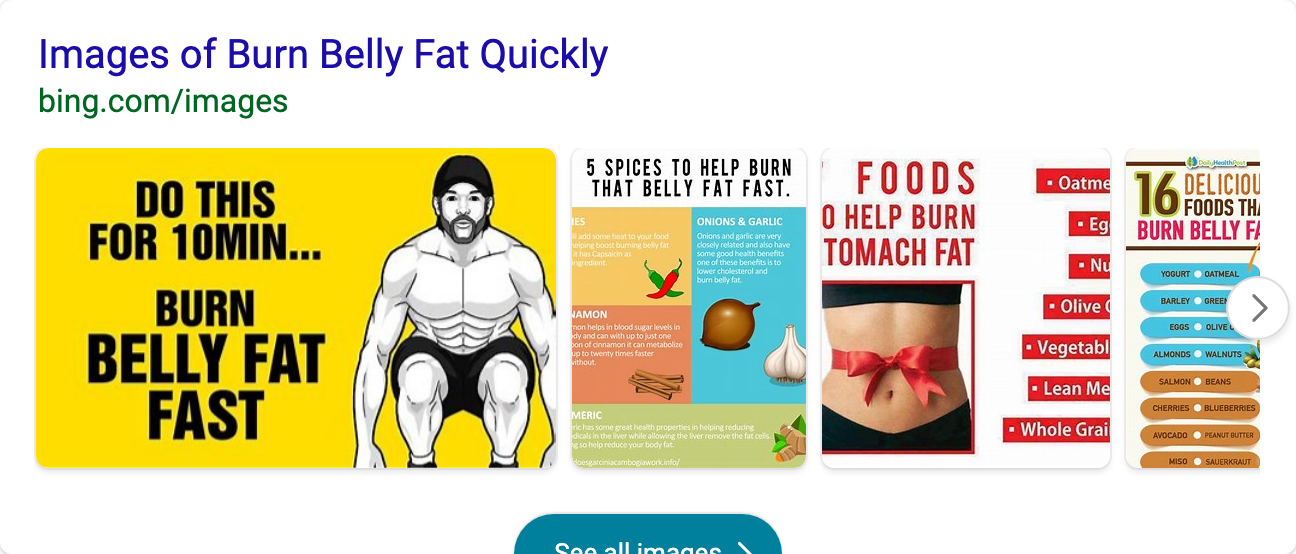 Images of Burn Belly Fat Quickly
bing.com/images
DO THIS
FOR 10MIN...
BURN
BELLY FAT
FAST
5 SPICES TO HELP BURN
THAT BELLY FAT FAST.
IES
ll add some heat to your food
helping boost burning belly fat
it has Capsaicin as
ingredient.
NAMON
mon helps in blood sugar levels in
dy and can with up to just one
oon of cinnamon it can metabolize
up to twenty times faster
without.
ONIONS & GARLIC
Onions and garlic are very
closely related and also have
some good health benefits
one of these benefits is to
lower cholesterol and
burn belly fat.
MERIC
ric has some great health properties in helping reducing
dicals in the liver while allowing the liver remove the fat cells.
ng so help reduce your body fat.
doesgarciniacambogiawork.info/
FOODS
O HELP BURN
TOMACH FAT
▪ Oatme
▪ Eg
▪ Nu
▪ Olive
▪ Vegetabl
▪ Lean Me
▪ Whole Grai
DailyHealthPost
16 DELICIOU
FOODS THA
BURN BELLY FA
YOGURT OATMEAL
BARLEY GREEN
EGGS OLIVE
ALMONDS WALNUTS
SALMON BEANS
CHERRIES BLUEBERRIES
AVOCADO PEANUT BUTTER
MISO SAUERKRAUT
See all images